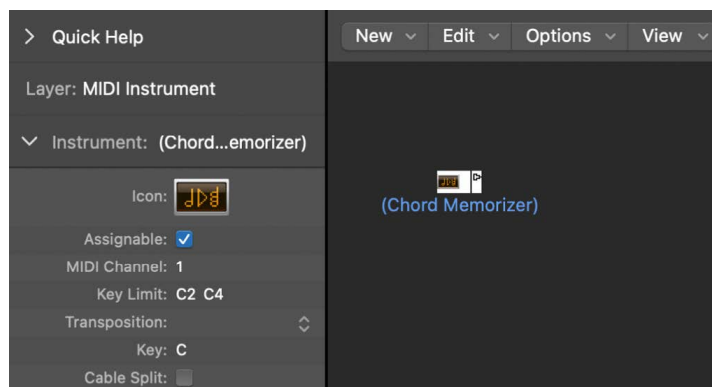 Quick Help
New Edit Options View
Layer: MIDI Instrument
Instrument: (Chord...emorizer)
Icon:
(Chord Memorizer)
Assignable:
MIDI Channel: 1
Key Limit: C2 C4
Transposition:
Key: C
Cable Split: